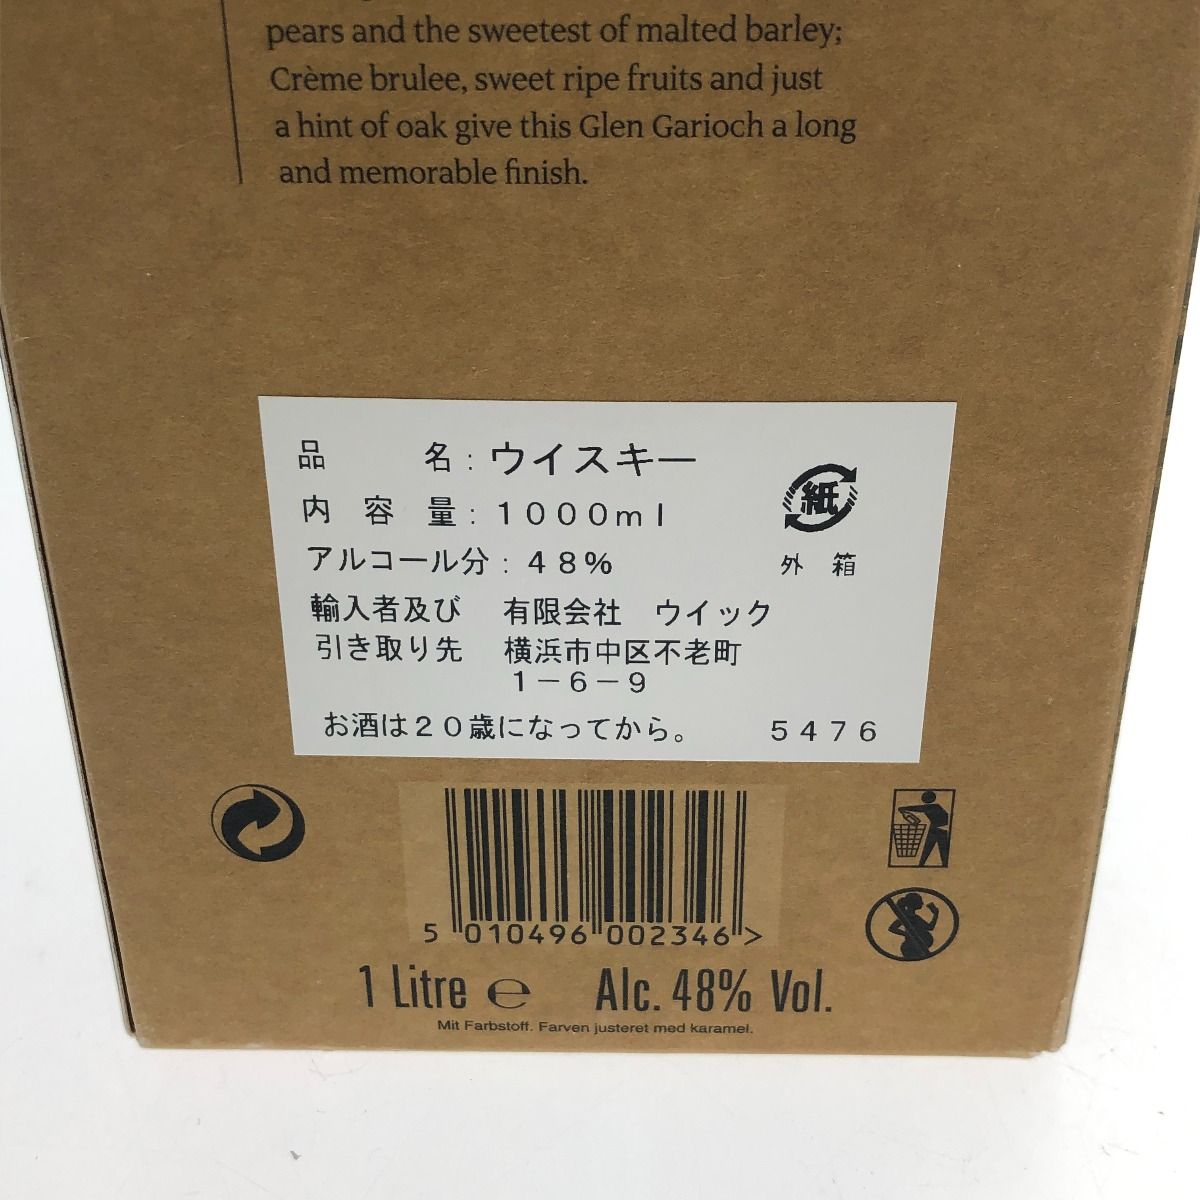 pears and the sweetest of malted barley;
Crème brulee, sweet ripe fruits and just
a hint of oak give this Glen Garioch a long
and memorable finish.
品　　名：ウイスキー
内　容　量：１０００ｍｌ
アルコール分：４８％
輸入者及び　有限会社　ウイック
引き取り先　横浜市中区不老町
１－６－９
お酒は２０歳になってから。　５４７６
紙
外　箱
5 010496 002346 >
1 Litre ℮ Alc. 48% Vol.
Mit Farbstoff. Farven justeret med karamel.